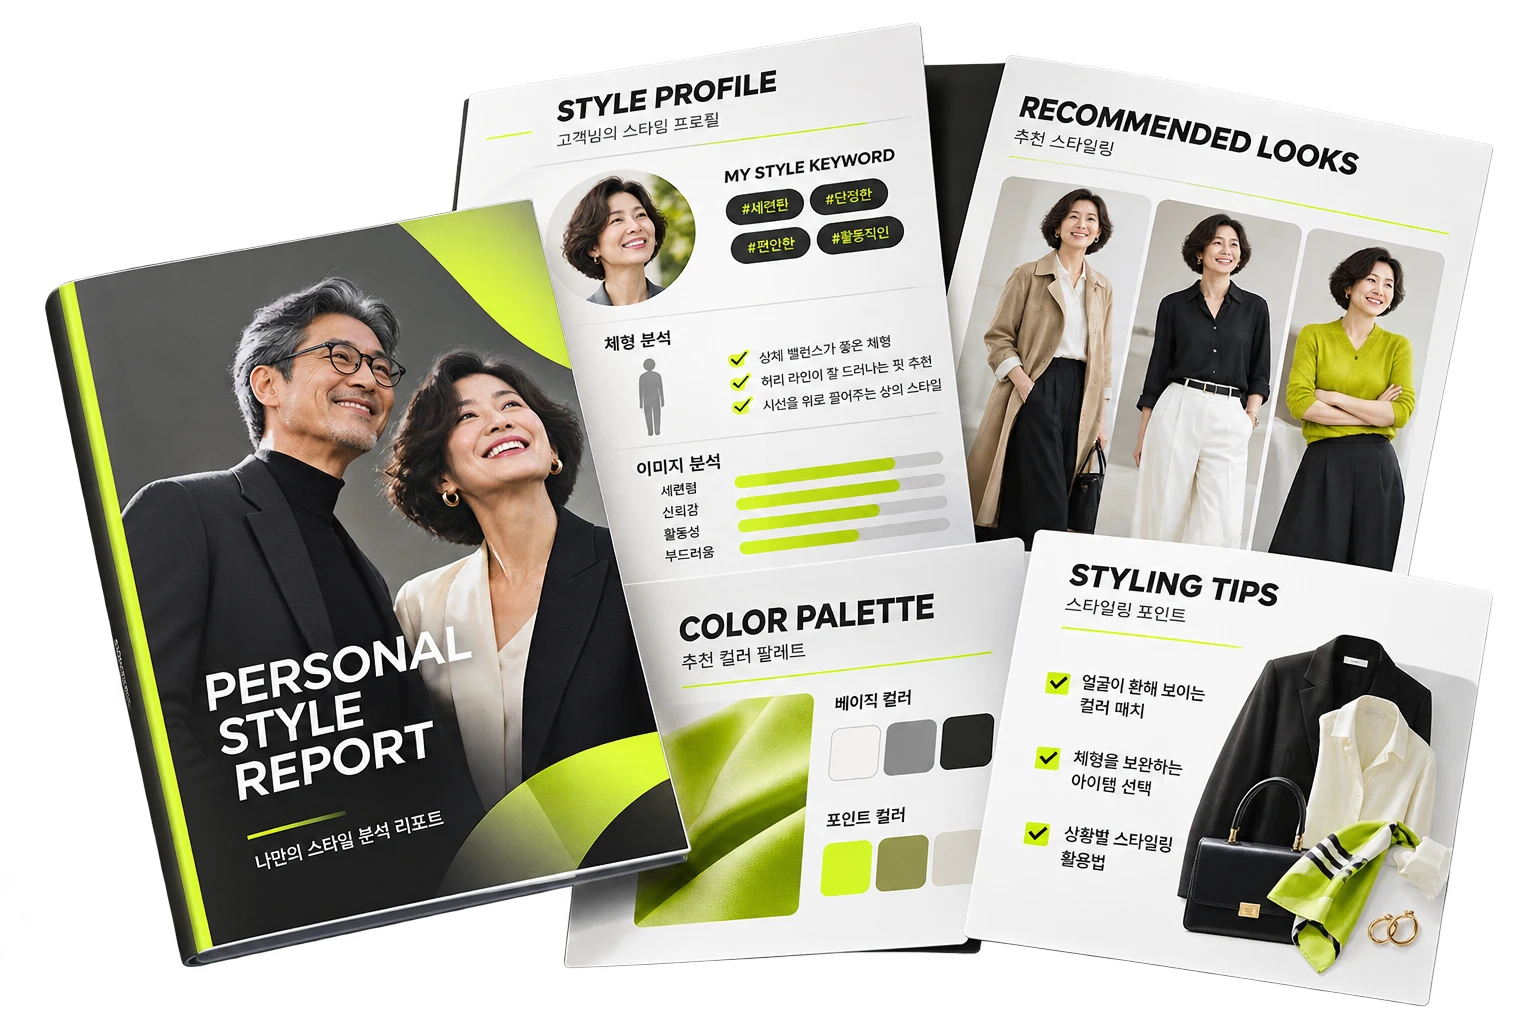 PERSONAL
STYLE
REPORT
나만의 스타일 분석 리포트
STYLE PROFILE
고객님의 스타임 프로필
MY STYLE KEYWORD
#세련된
#단정한
#편안한
#활동적인
체형 분석
상체 밸런스가 좋은 체형
허리 라인이 잘 드러나는 핏 추천
시선을 위로 끌어주는 상의 스타일
이미지 분석
세련됨
신뢰감
활동성
부드러움
RECOMMENDED LOOKS
추천 스타일링
COLOR PALETTE
추천 컬러 팔레트
베이직 컬러
포인트 컬러
STYLING TIPS
스타일링 포인트
얼굴이 환해 보이는
컬러 매치
체형을 보완하는
아이템 선택
상황별 스타일링
활용법